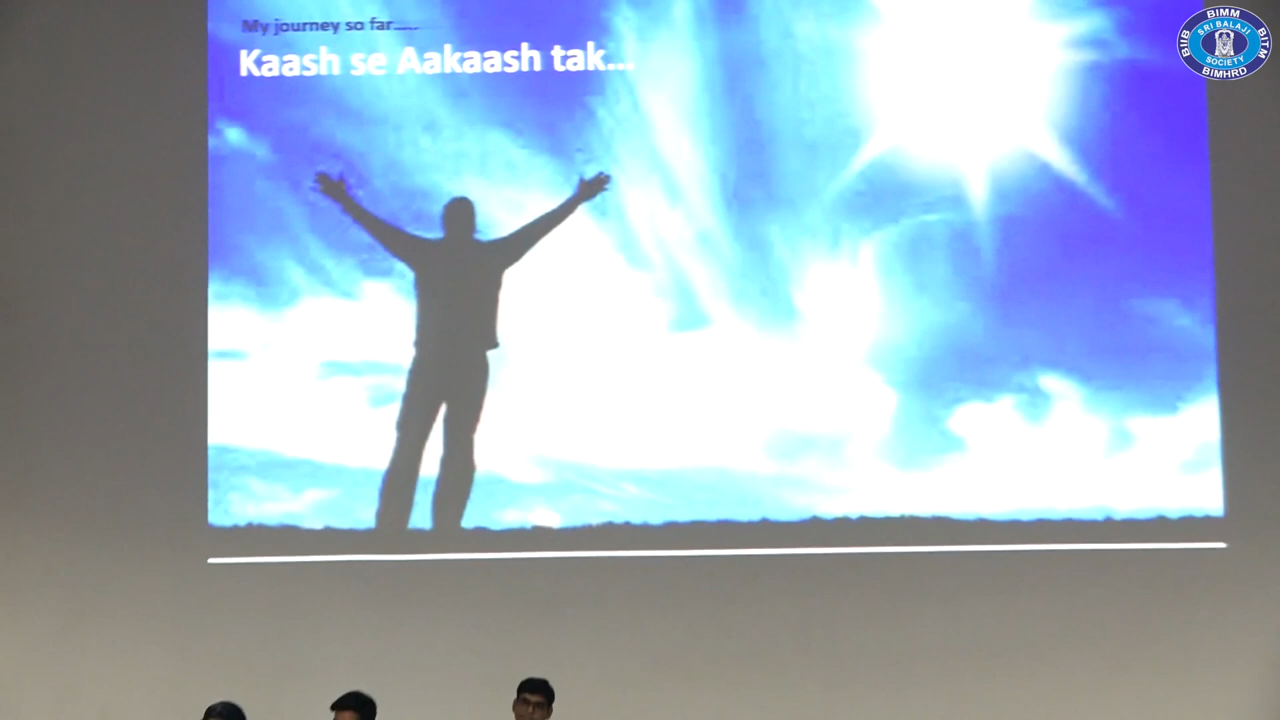 My journey so far.....
Kaash se Aakaash tak...
BIMM
BIIB
SRI BALAJI
BITM
SOCIETY
BIMHRD